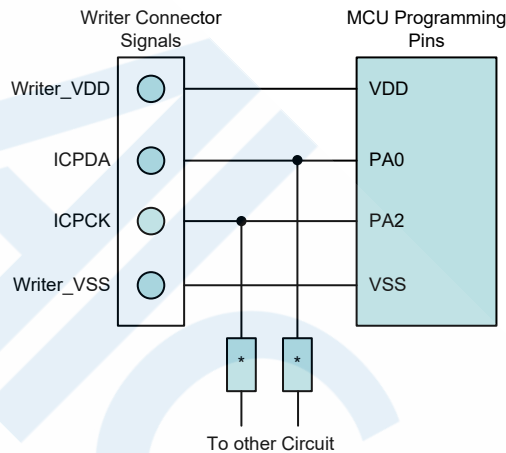 Writer Connector
Signals
MCU Programming
Pins
Writer_VDD
VDD
ICPDA
PA0
ICPCK
PA2
Writer_VSS
VSS
*
*
To other Circuit